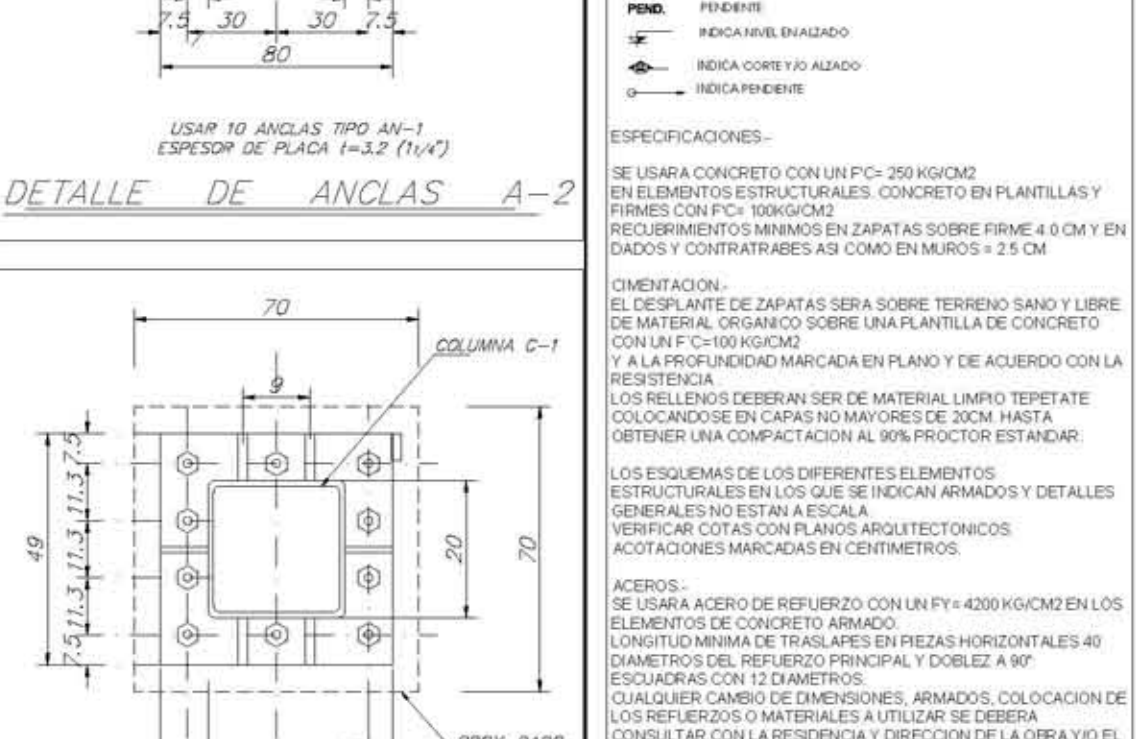 7.5 30 30 7.5
80
USAR 10 ANCLAS TIPO AN-1
ESPESOR DE PLACA t=3.2 (11/4")
DETALLE DE ANCLAS A-2
70
COLUMNA C-1
9
7.5
11.3
11.3
11.3
7.5
49
20
70
PEND. PENDIENTE
INDICA NIVEL EN ALZADO
INDICA CORTE Y/O ALZADO
INDICA PENDIENTE
ESPECIFICACIONES.-
SE USARA CONCRETO CON UN F'C= 250 KG/CM2
EN ELEMENTOS ESTRUCTURALES. CONCRETO EN PLANTILLAS Y
FIRMES CON F'C= 100KG/CM2
RECUBRIMIENTOS MINIMOS EN ZAPATAS SOBRE FIRME 4.0 CM Y EN
DADOS Y CONTRATRABES ASI COMO EN MUROS = 2.5 CM
CIMENTACION.-
EL DESPLANTE DE ZAPATAS SERA SOBRE TERRENO SANO Y LIBRE
DE MATERIAL ORGANICO SOBRE UNA PLANTILLA DE CONCRETO
CON UN F'C=100 KG/CM2
Y A LA PROFUNDIDAD MARCADA EN PLANO Y DE ACUERDO CON LA
RESISTENCIA
LOS RELLENOS DEBERAN SER DE MATERIAL LIMPIO TEPETATE
COLOCANDOSE EN CAPAS NO MAYORES DE 20CM. HASTA
OBTENER UNA COMPACTACION AL 90% PROCTOR ESTANDAR.
LOS ESQUEMAS DE LOS DIFERENTES ELEMENTOS
ESTRUCTURALES EN LOS QUE SE INDICAN ARMADOS Y DETALLES
GENERALES NO ESTAN A ESCALA.
VERIFICAR COTAS CON PLANOS ARQUITECTONICOS.
ACOTACIONES MARCADAS EN CENTIMETROS.
ACEROS.-
SE USARA ACERO DE REFUERZO CON UN FY= 4200 KG/CM2 EN LOS
ELEMENTOS DE CONCRETO ARMADO.
LONGITUD MINIMA DE TRASLAPES EN PIEZAS HORIZONTALES 40
DIAMETROS DEL REFUERZO PRINCIPAL Y DOBLEZ A 90°
ESCUADRAS CON 12 DIAMETROS.
CUALQUIER CAMBIO DE DIMENSIONES, ARMADOS, COLOCACION DE
LOS REFUERZOS O MATERIALES A UTILIZAR SE DEBERA
CONSULTAR CON LA RESIDENCIA Y DIRECCION DE LA OBRA Y/O EL